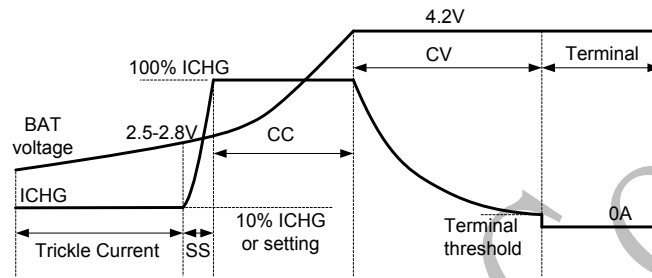 4.2V
CV
Terminal
100% ICHG
BAT
voltage
2.5-2.8V
CC
ICHG
10% ICHG
or setting
Terminal
threshold
0A
Trickle Current
SS